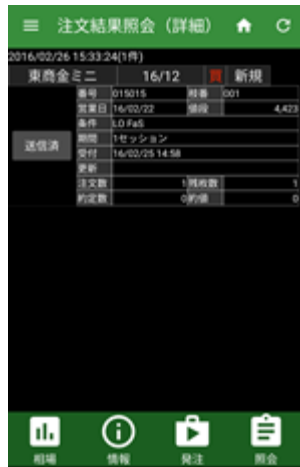 注文結果照会（詳細）
2016/02/26 15:33:24(1件)
東商金ミニ 16/12 買 新規
番号 015015 枝番 001
営業日 16/02/22 値段 4,423
条件 LO FaS
送信済 期間 1セッション
受付 16/02/25 14:58
更新
注文数 1 残枚数 1
約定数 0 約値 0
相場 情報 発注 照会